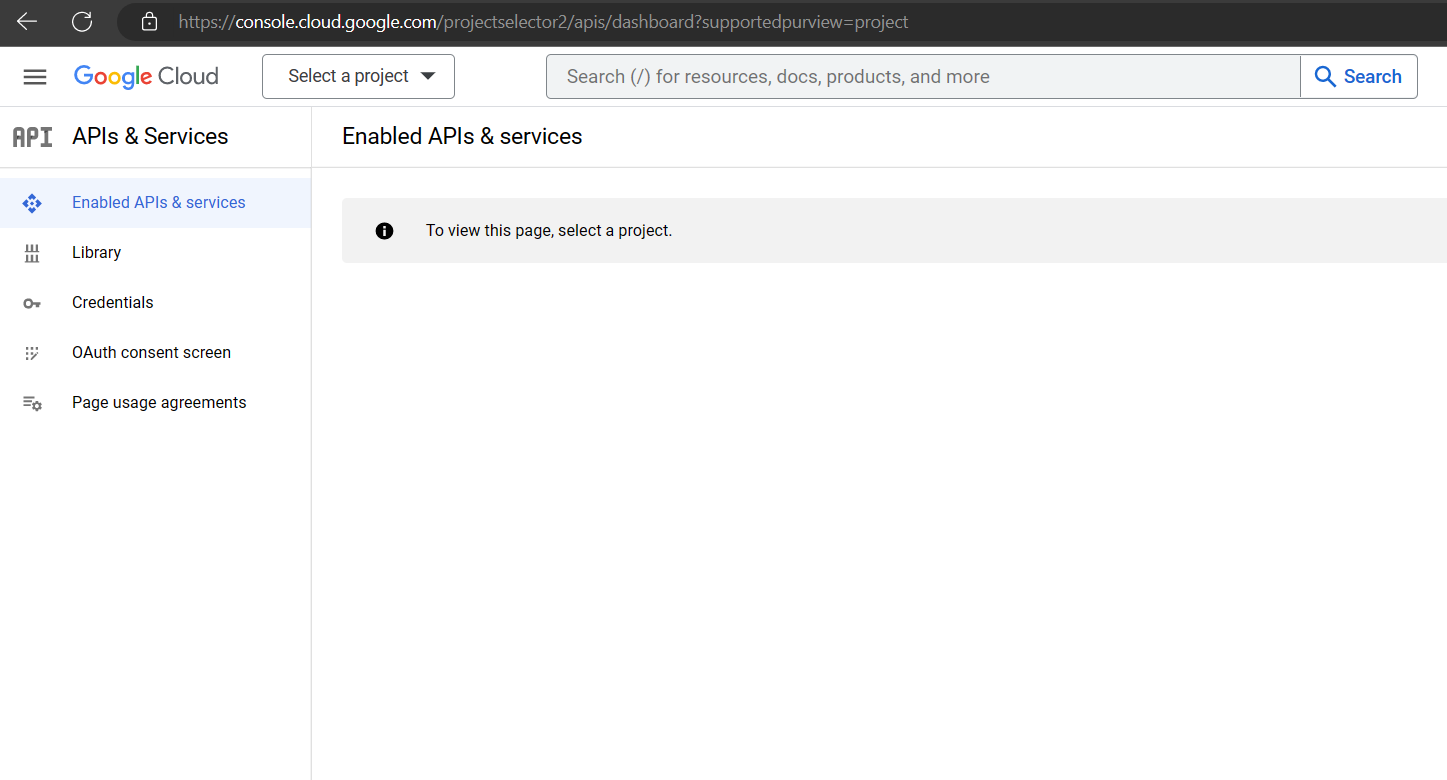 https://console.cloud.google.com/projectselector2/apis/dashboard?supportedpurview=project
Google Cloud
Select a project
Search (/) for resources, docs, products, and more
Search
API
APIs & Services
Enabled APIs & services
Enabled APIs & services
To view this page, select a project.
Library
Credentials
OAuth consent screen
Page usage agreements